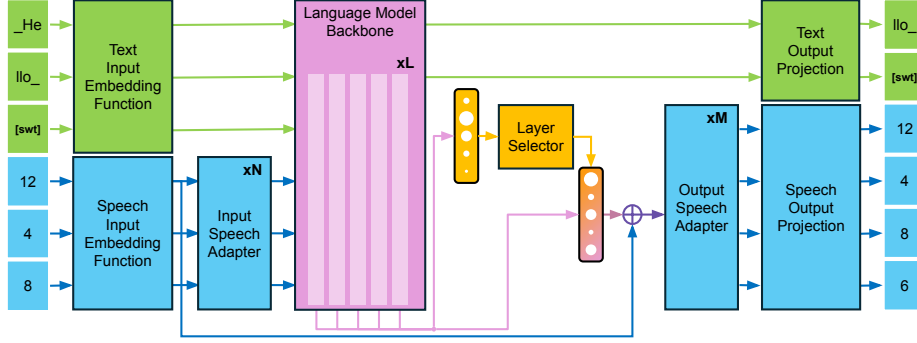 _He
llo_
[swt]
12
4
8
Text
Input
Embedding
Function
Speech
Input
Embedding
Function
xN
Input
Speech
Adapter
Language Model
Backbone
xL
Layer
Selector
xM
Output
Speech
Adapter
Text
Output
Projection
Speech
Output
Projection
llo_
[swt]
12
4
8
6